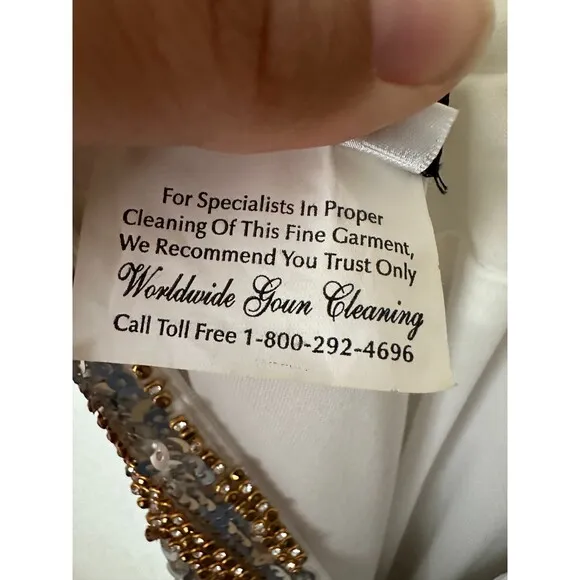 For Specialists In Proper
Cleaning Of This Fine Garment,
We Recommend You Trust Only
Worldwide Goun Cleaning
Call Toll Free 1-800-292-4696